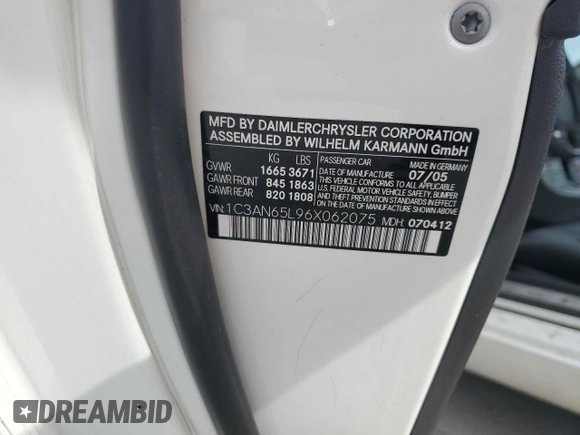 MFD BY DAIMLERCHRYSLER CORPORATION
ASSEMBLED BY WILHELM KARMANN GmbH
KG LBS PASSENGER CAR MADE IN GERMANY
GVWR 1665 3671 DATE OF MANUFACTURE 07/05
GAWR FRONT 845 1863
GAWR REAR 820 1808
THIS VEHICLE CONFORMS TO ALL APPLICABLE
U.S. FEDERAL MOTOR VEHICLE SAFETY, BUMPER
AND THEFT PREVENTION STANDARDS IN EFFECT
ON THE DATE OF MANUFACTURE SHOWN ABOVE.
VIN: 1C3AN65L96X062075 MDH: 070412
DREAMBID